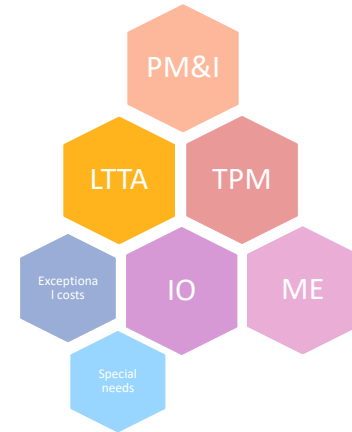 PM&I
LTTA
TPM
Exceptiona
l costs
IO
ME
Special
needs